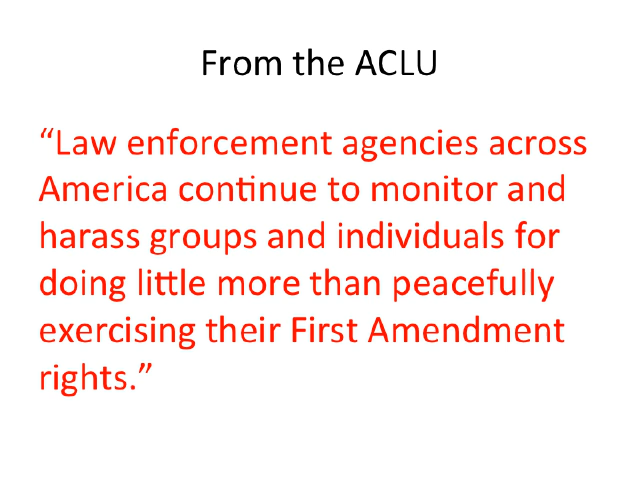 From the ACLU
“Law enforcement agencies across
America continue to monitor and
harass groups and individuals for
doing little more than peacefully
exercising their First Amendment
rights.”